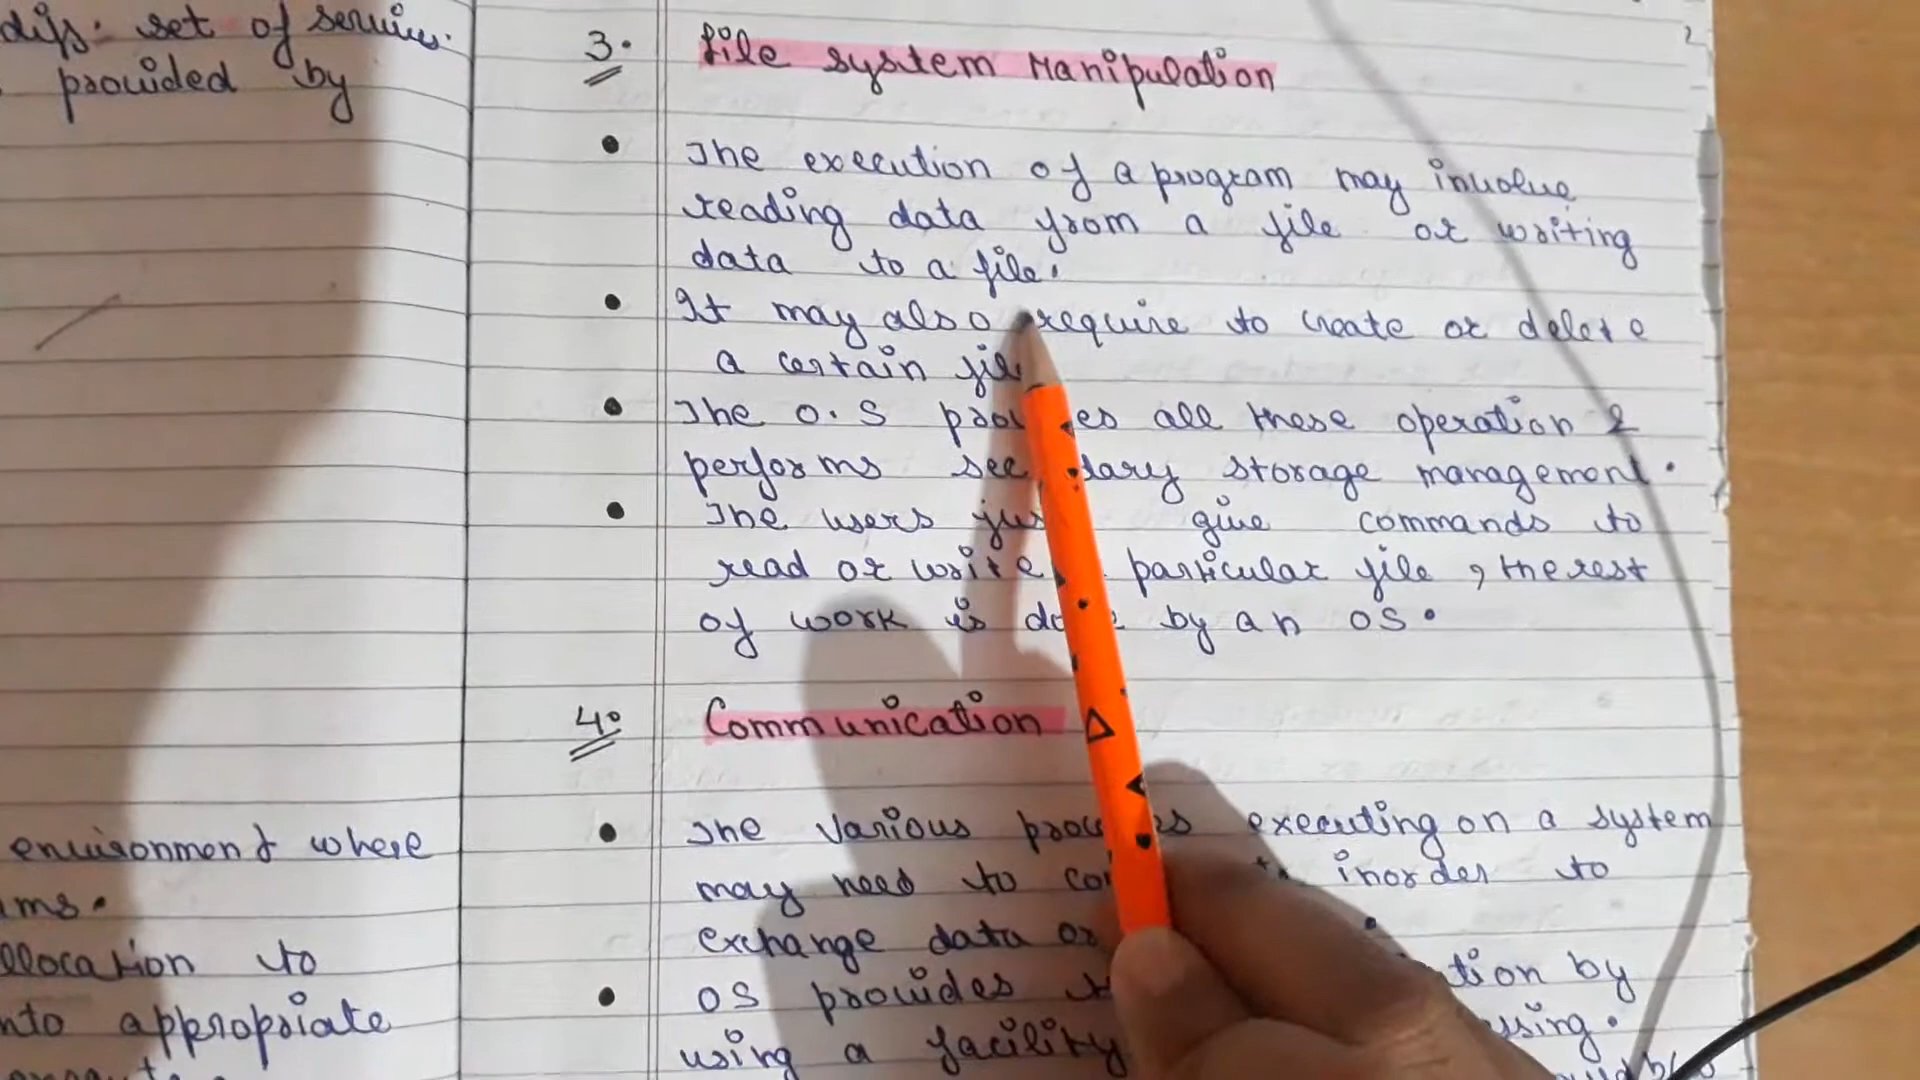 set of
provided by
environment where
ms.
to
appropriate
2
3. File system Manipulation
• The execution of a program may involve
reading data from a file or writing
data to a file.
• It may also require to create or delete
a certain
• The O.S all these operation &
performs storage management.
• The users give commands to
read or write particular file, the rest
of work is by an OS.
4. Communication
• The various executing on a system
may need to inorder to
exchange data or
• OS provides by
using a facility